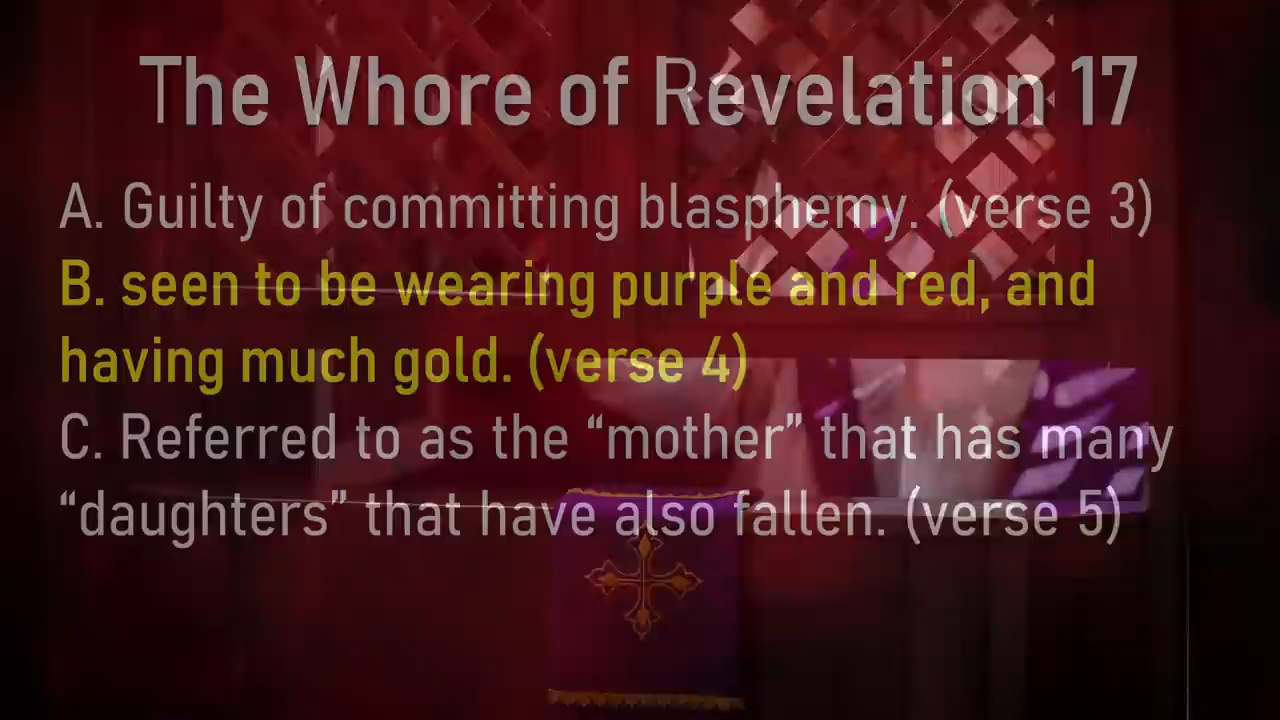 The Whore of Revelation 17
A. Guilty of committing blasphemy. (verse 3)
B. seen to be wearing purple and red, and
having much gold. (verse 4)
C. Referred to as the “mother” that has many
“daughters” that have also fallen. (verse 5)